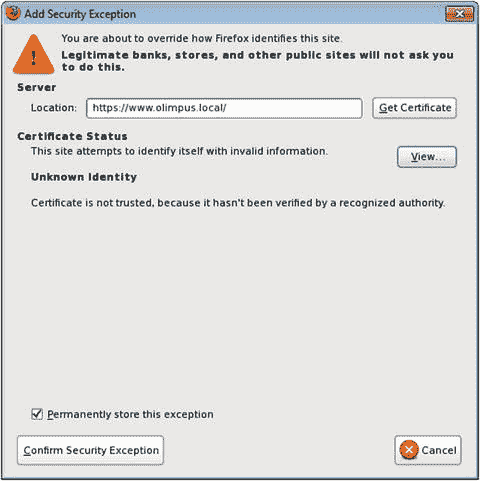 Add Security Exception
You are about to override how Firefox identifies this site.
Legitimate banks, stores, and other public sites will not ask you
to do this.
Server
Location: https://www.olimpus.local/ Get Certificate
Certificate Status
This site attempts to identify itself with invalid information.
View...
Unknown Identity
Certificate is not trusted, because it hasn't been verified by a recognized authority.
Permanently store this exception
Confirm Security Exception Cancel